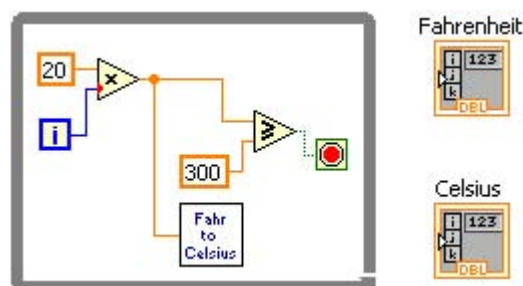 Fahrenheit
i 123
j
k
DBL
20
x
i
≥
300
Fahr
to
Celsius
Celsius
i 123
j
k
DBL